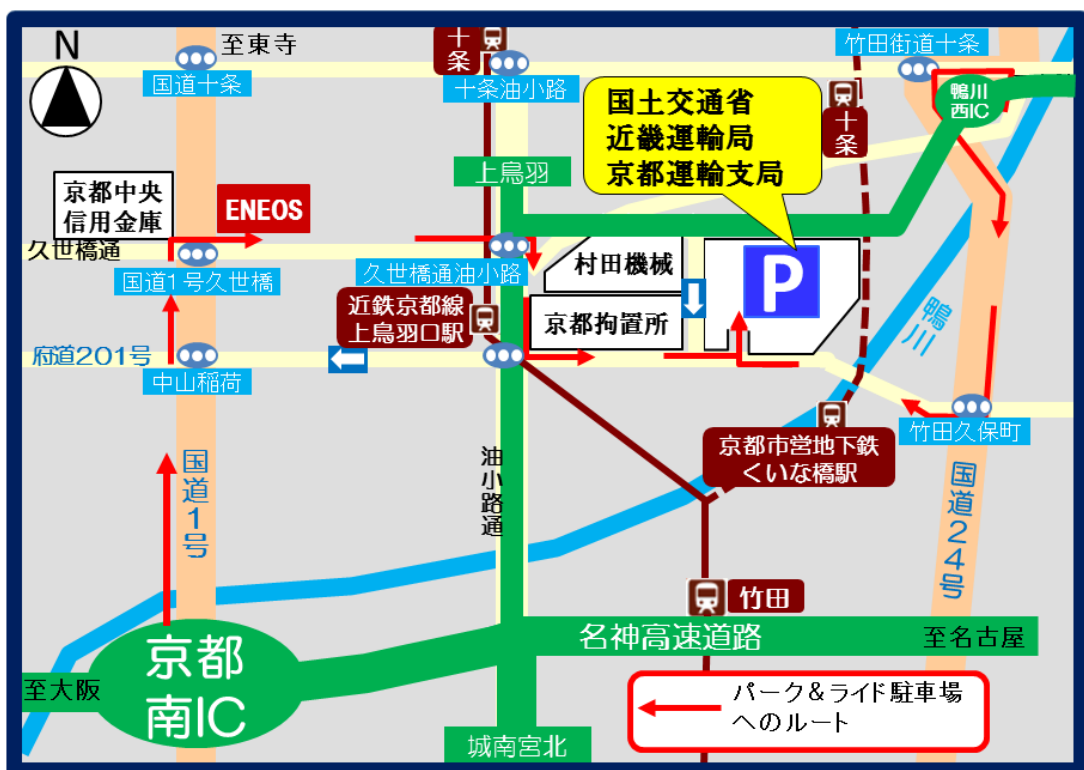 N
至東寺
国道十条
十条
十条油小路
竹田街道十条
鴨川
西IC
国土交通省
近畿運輸局
京都運輸支局
十条
上鳥羽
京都中央
信用金庫
ENEOS
久世橋通
国道1号久世橋
久世橋通油小路
村田機械
P
近鉄京都線
上鳥羽口駅
京都拘置所
鴨川
府道201号
中山稲荷
竹田久保町
京都市営地下鉄
くいな橋駅
国道1号
油小路通
国道24号
竹田
名神高速道路
至名古屋
京都
南IC
至大阪
パーク&ライド駐車場
へのルート
城南宮北